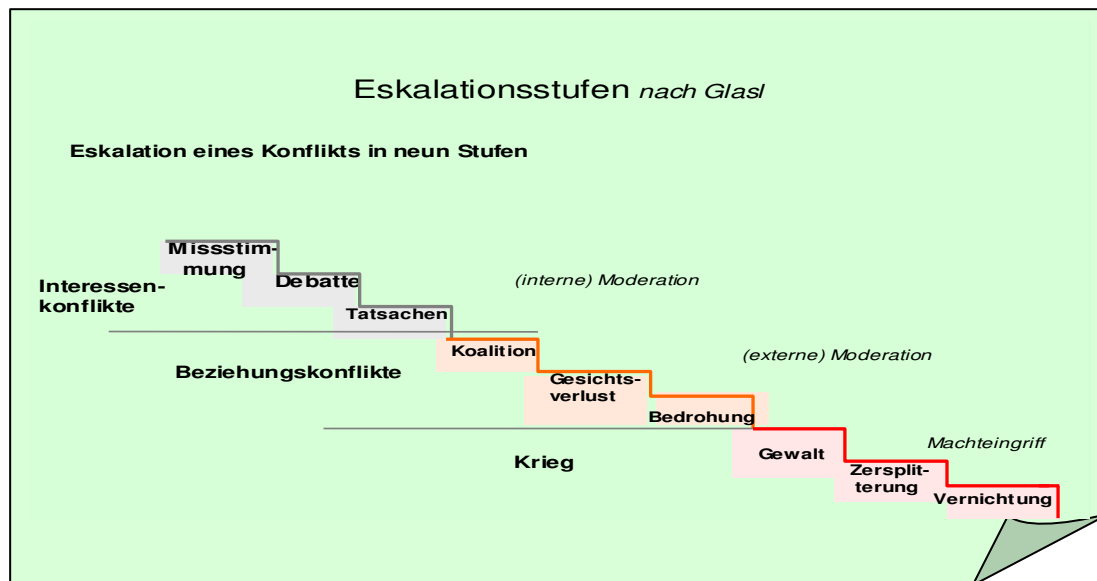 Eskalationsstufen nach Glasl
Eskalation eines Konflikts in neun Stufen
Missstim-
mung
Interessen-
konflikte
Debatte
(interne) Moderation
Tatsachen
Beziehungskonflikte
Koalition
(externe) Moderation
Gesichts-
verlust
Bedrohung
Krieg
Gewalt
Machteingriff
Zersplit-
terung
Vernichtung